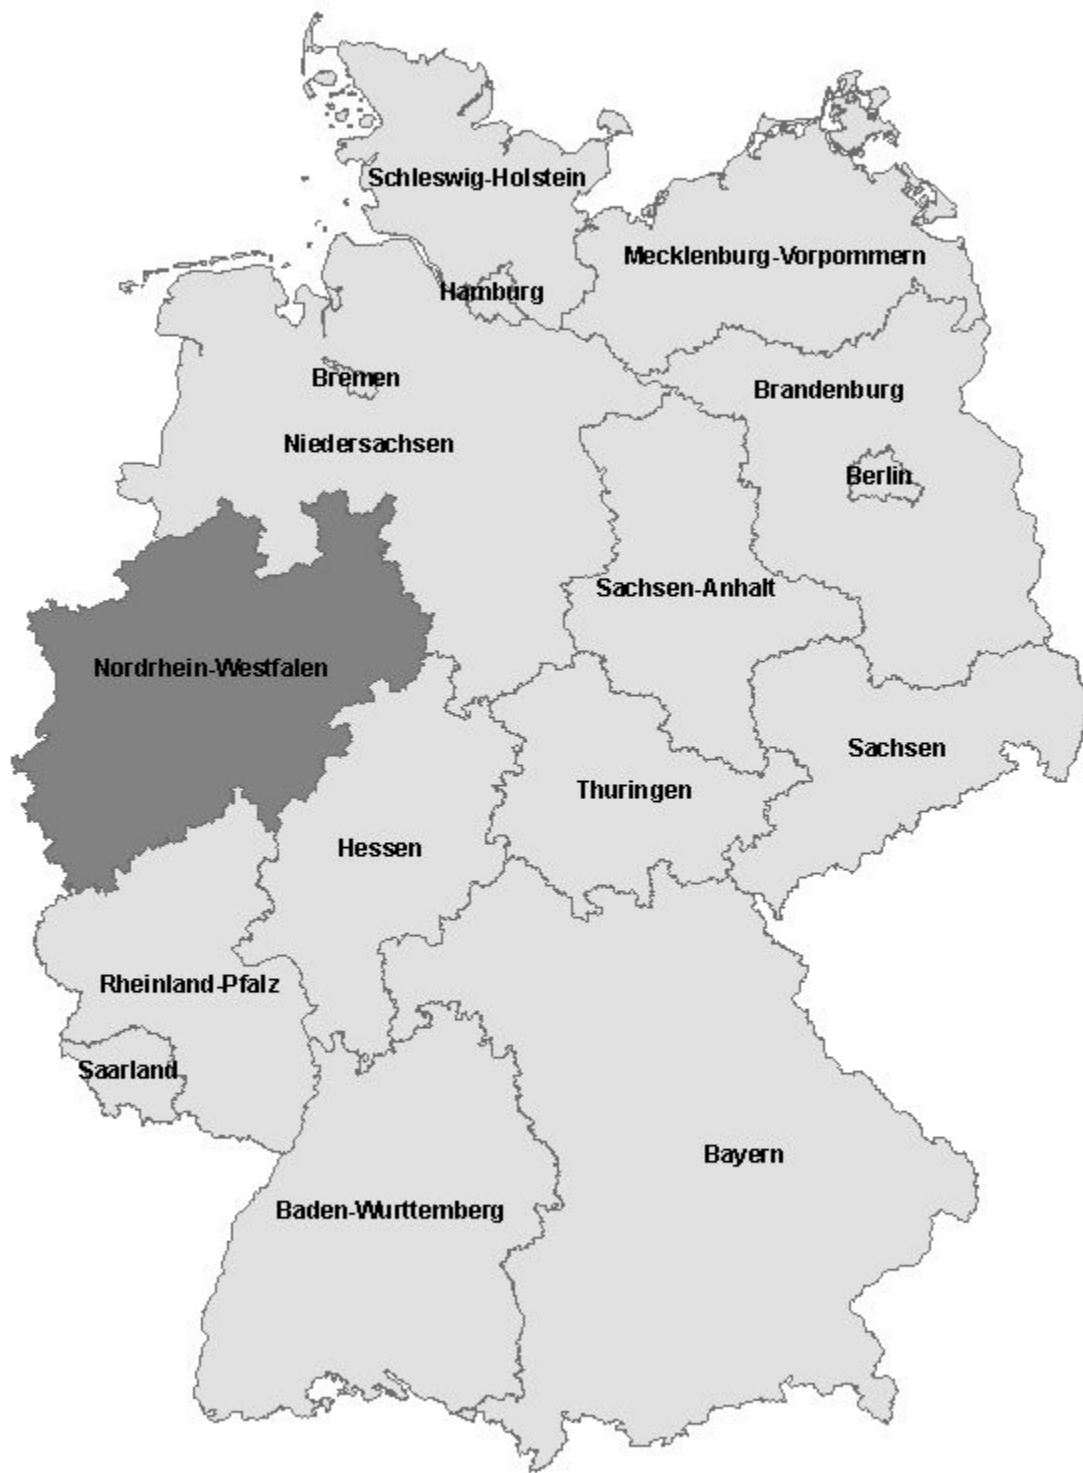 Schleswig-Holstein
Mecklenburg-Vorpommern
Hamburg
Bremen
Brandenburg
Niedersachsen
Berlin
Sachsen-Anhalt
Nordrhein-Westfalen
Sachsen
Thuringen
Hessen
Rheinland-Pfalz
Saarland
Bayern
Baden-Wurttemberg